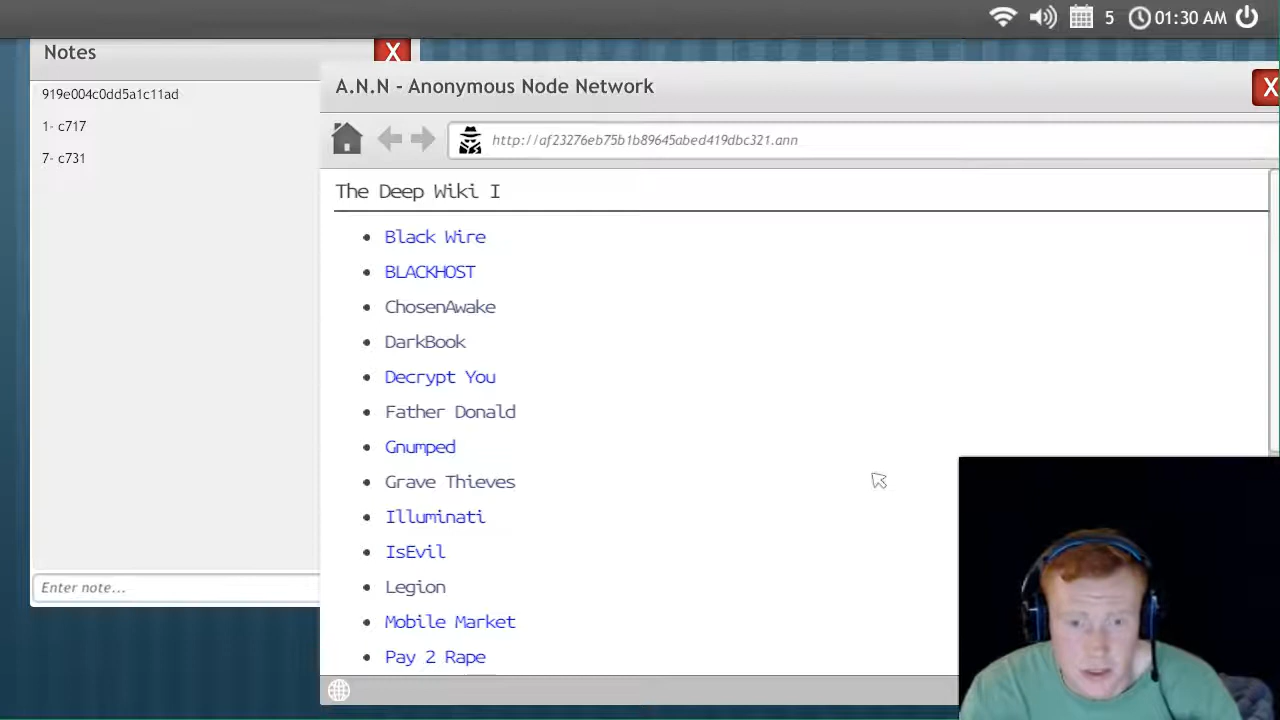 5 01:30 AM
Notes
X
919e004c0dd5a1c11ad
1- c717
7- c731
Enter note...
A.N.N - Anonymous Node Network
X
http://af23276eb75b1b89645abed419dbc321.ann
The Deep Wiki I
Black Wire
BLACKHOST
ChosenAwake
DarkBook
Decrypt You
Father Donald
Gnumped
Grave Thieves
Illuminati
IsEvil
Legion
Mobile Market
Pay 2 Rape